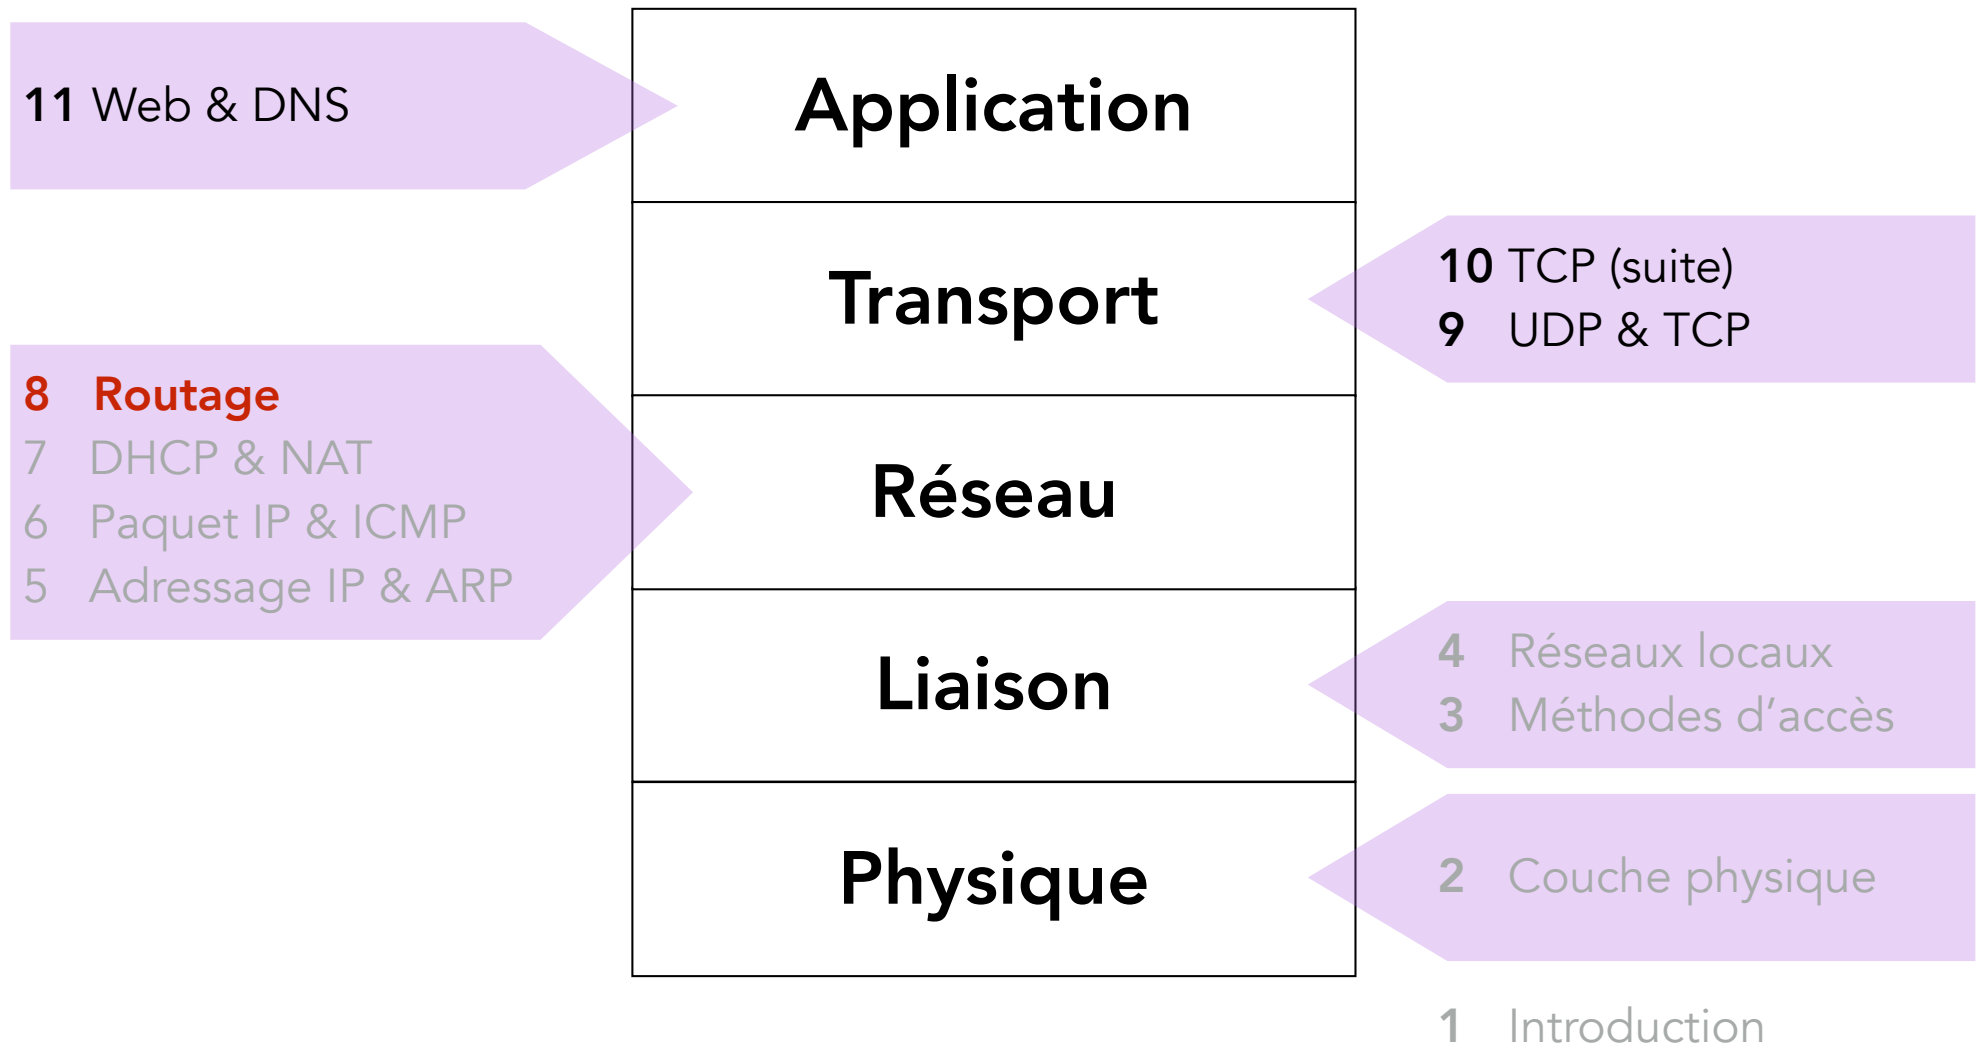 11 Web & DNS
Application
10 TCP (suite)
9 UDP & TCP
Transport
8 Routage
7 DHCP & NAT
6 Paquet IP & ICMP
5 Adressage IP & ARP
Réseau
4 Réseaux locaux
3 Méthodes d’accès
Liaison
2 Couche physique
Physique
1 Introduction